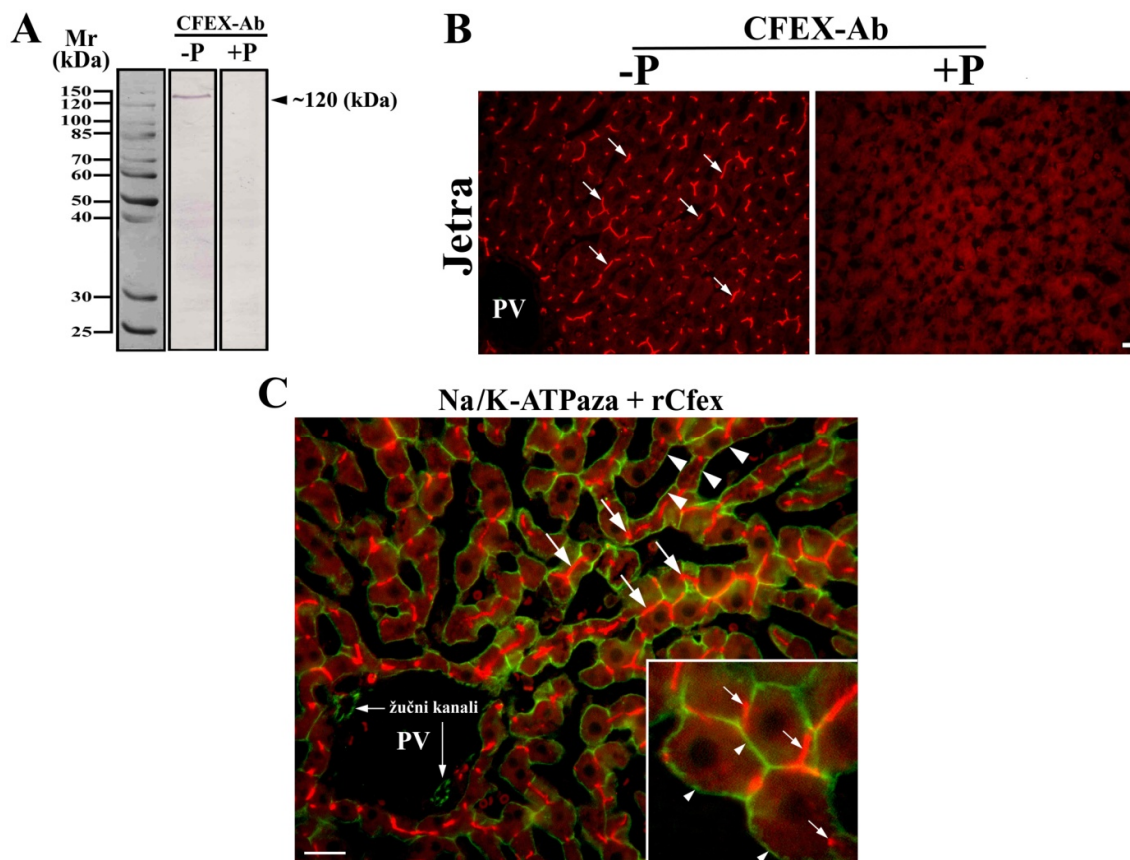 A
CFEX-Ab
Mr
(kDa)
-P +P
150
120
100
85
70
60
50
40
30
25
~120 (kDa)
B
CFEX-Ab
-P +P
Jetra
PV
C
Na/K-ATPaza + rCfex
žučni kanali
PV